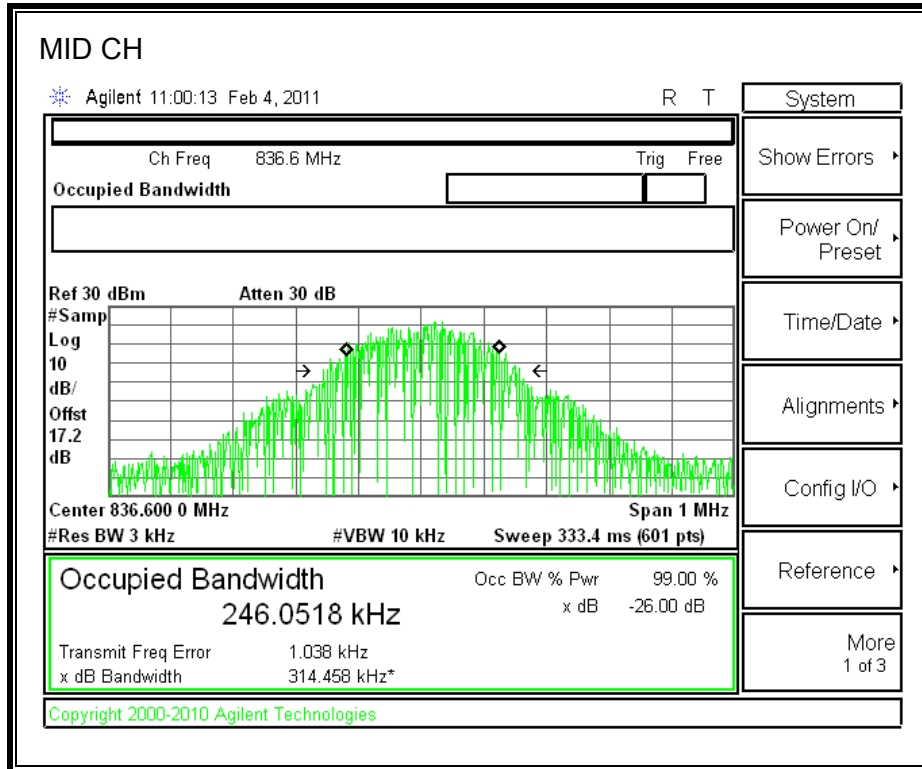 MID CH
Agilent 11:00:13 Feb 4, 2011 R T
System
Ch Freq 836.6 MHz Trig Free
Show Errors
Occupied Bandwidth
Power On/
Preset
Ref 30 dBm Atten 30 dB
#Samp
Log
10
dB/
Offst
17.2
dB
Time/Date
Alignments
Config I/O
Center 836.600 0 MHz Span 1 MHz
#Res BW 3 kHz #VBW 10 kHz Sweep 333.4 ms (601 pts)
Occupied Bandwidth Occ BW % Pwr 99.00 %
246.0518 kHz x dB -26.00 dB
Reference
Transmit Freq Error 1.038 kHz
x dB Bandwidth 314.458 kHz*
More
1 of 3
Copyright 2000-2010 Agilent Technologies